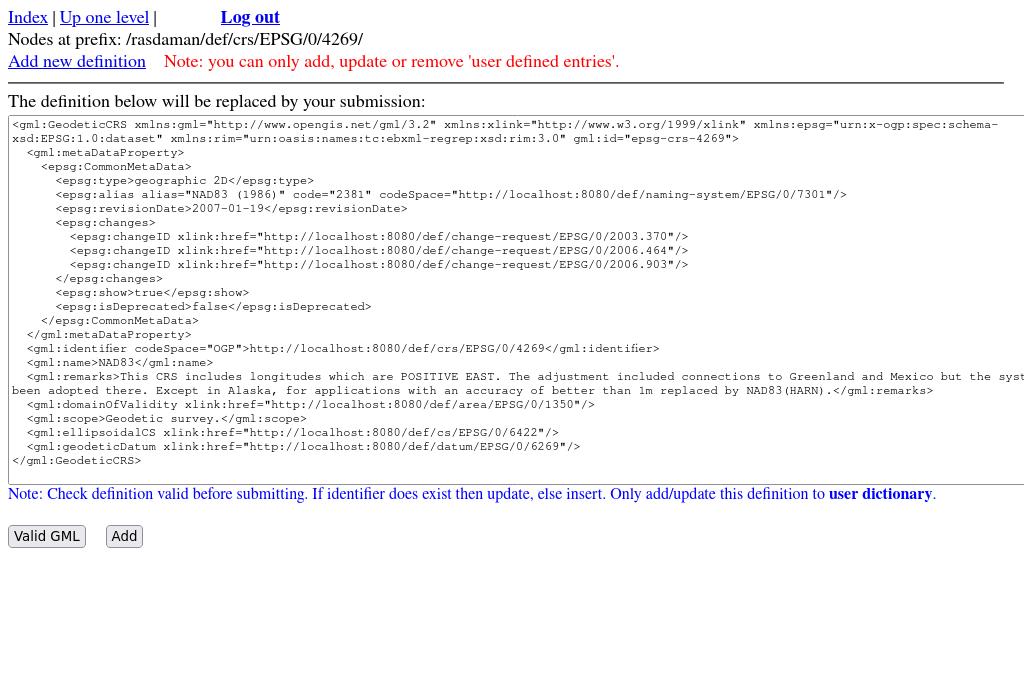 Index | Up one level | Log out
Nodes at prefix: /rasdaman/def/crs/EPSG/0/4269/
Add new definition Note: you can only add, update or remove 'user defined entries'.
The definition below will be replaced by your submission:
<gml:GeodeticCRS xmlns:gml="http://www.opengis.net/gml/3.2" xmlns:xlink="http://www.w3.org/1999/xlink" xmlns:epsg="urn:x-ogp:spec:schema-
xsd:EPSG:1.0:dataset" xmlns:rim="urn:oasis:names:tc:ebxml-regrep:xsd:rim:3.0" gml:id="epsg-crs-4269">
<gml:metaDataProperty>
<epsg:CommonMetaData>
<epsg:type>geographic 2D</epsg:type>
<epsg:alias alias="NAD83 (1986)" code="2381" codeSpace="http://localhost:8080/def/naming-system/EPSG/0/7301"/>
<epsg:revisionDate>2007-01-19</epsg:revisionDate>
<epsg:changes>
<epsg:changeID xlink:href="http://localhost:8080/def/change-request/EPSG/0/2003.370"/>
<epsg:changeID xlink:href="http://localhost:8080/def/change-request/EPSG/0/2006.464"/>
<epsg:changeID xlink:href="http://localhost:8080/def/change-request/EPSG/0/2006.903"/>
</epsg:changes>
<epsg:show>true</epsg:show>
<epsg:isDeprecated>false</epsg:isDeprecated>
</epsg:CommonMetaData>
</gml:metaDataProperty>
<gml:identifier codeSpace="OGP">http://localhost:8080/def/crs/EPSG/0/4269</gml:identifier>
<gml:name>NAD83</gml:name>
<gml:remarks>This CRS includes longitudes which are POSITIVE EAST. The adjustment included connections to Greenland and Mexico but the syst
been adopted there. Except in Alaska, for applications with an accuracy of better than 1m replaced by NAD83(HARN).</gml:remarks>
<gml:domainOfValidity xlink:href="http://localhost:8080/def/area/EPSG/0/1350"/>
<gml:scope>Geodetic survey.</gml:scope>
<gml:ellipsoidalCS xlink:href="http://localhost:8080/def/cs/EPSG/0/6422"/>
<gml:geodeticDatum xlink:href="http://localhost:8080/def/datum/EPSG/0/6269"/>
</gml:GeodeticCRS>
Note: Check definition valid before submitting. If identifier does exist then update, else insert. Only add/update this definition to user dictionary.
Valid GML Add